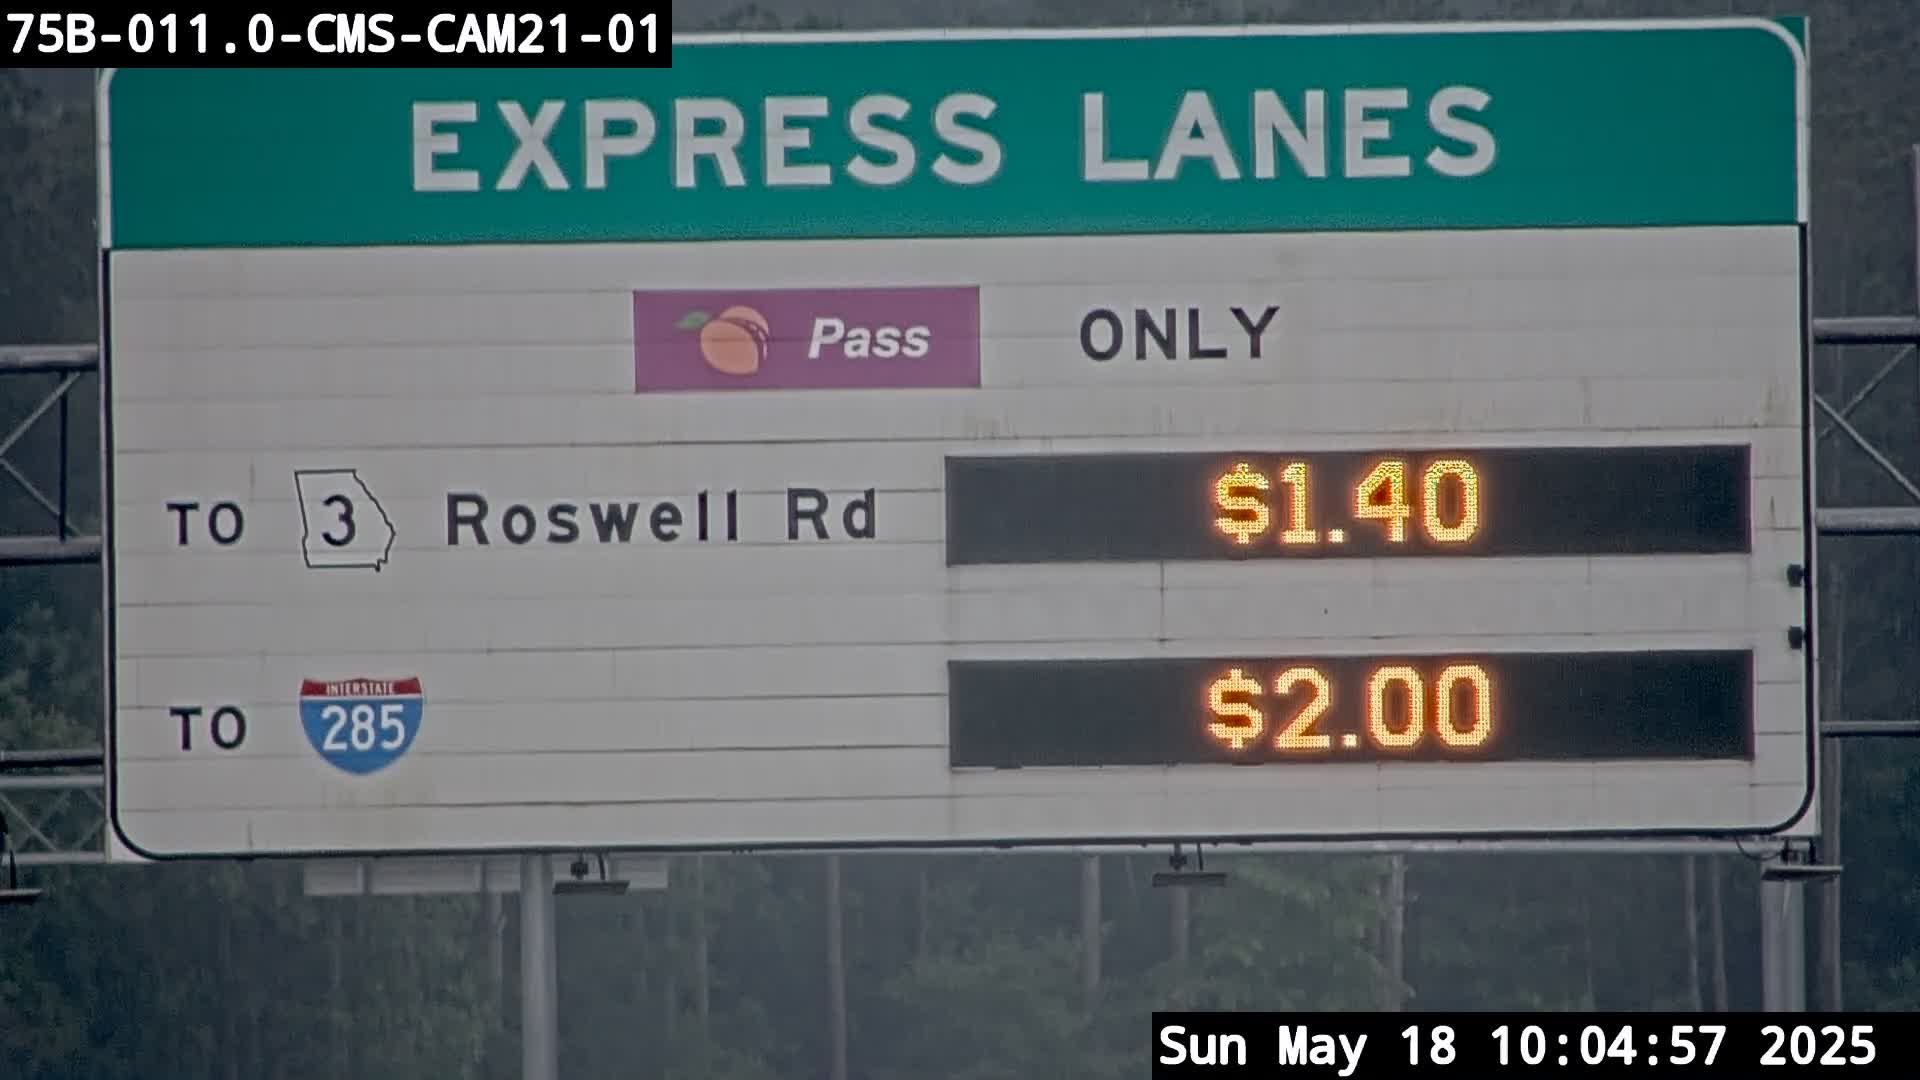 75B-011.0-CMS-CAM21-01
EXPRESS LANES
Pass ONLY
TO 3 Roswell Rd $1.40
INTERSTATE
TO 285 $2.00
Sun May 18 10:04:57 2025